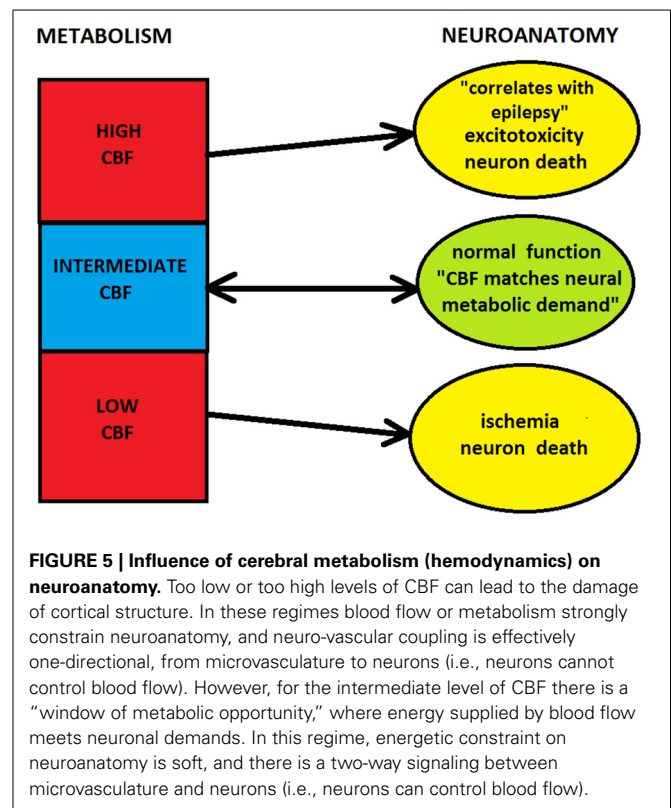 METABOLISM
NEUROANATOMY
HIGH
CBF
"correlates with
epilepsy"
excitotoxicity
neuron death
INTERMEDIATE
CBF
normal function
"CBF matches neural
metabolic demand"
LOW
CBF
ischemia
neuron death
FIGURE 5 | Influence of cerebral metabolism (hemodynamics) on
neuroanatomy. Too low or too high levels of CBF can lead to the damage
of cortical structure. In these regimes blood flow or metabolism strongly
constrain neuroanatomy, and neuro-vascular coupling is effectively
one-directional, from microvasculature to neurons (i.e., neurons cannot
control blood flow). However, for the intermediate level of CBF there is a
“window of metabolic opportunity,” where energy supplied by blood flow
meets neuronal demands. In this regime, energetic constraint on
neuroanatomy is soft, and there is a two-way signaling between
microvasculature and neurons (i.e., neurons can control blood flow).